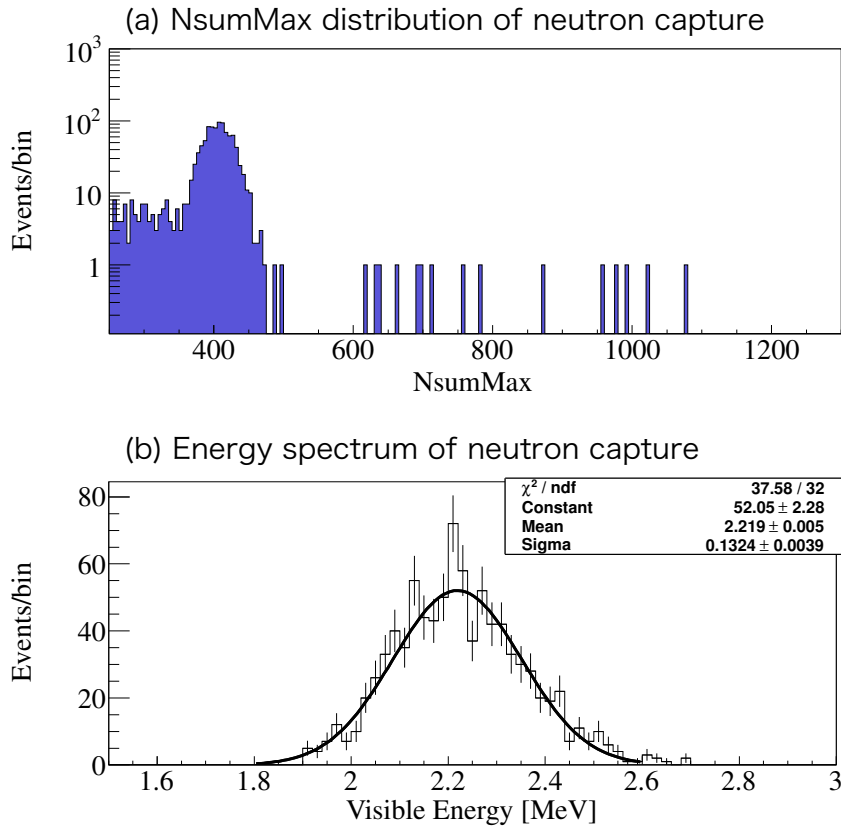 (a) NsumMax distribution of neutron capture
10³
10²
10
1
Events/bin
400 600 800 1000 1200
NsumMax
(b) Energy spectrum of neutron capture
χ² / ndf 37.58 / 32
Constant 52.05 ± 2.28
Mean 2.219 ± 0.005
Sigma 0.1324 ± 0.0039
80
60
40
20
0
Events/bin
1.6 1.8 2 2.2 2.4 2.6 2.8 3
Visible Energy [MeV]